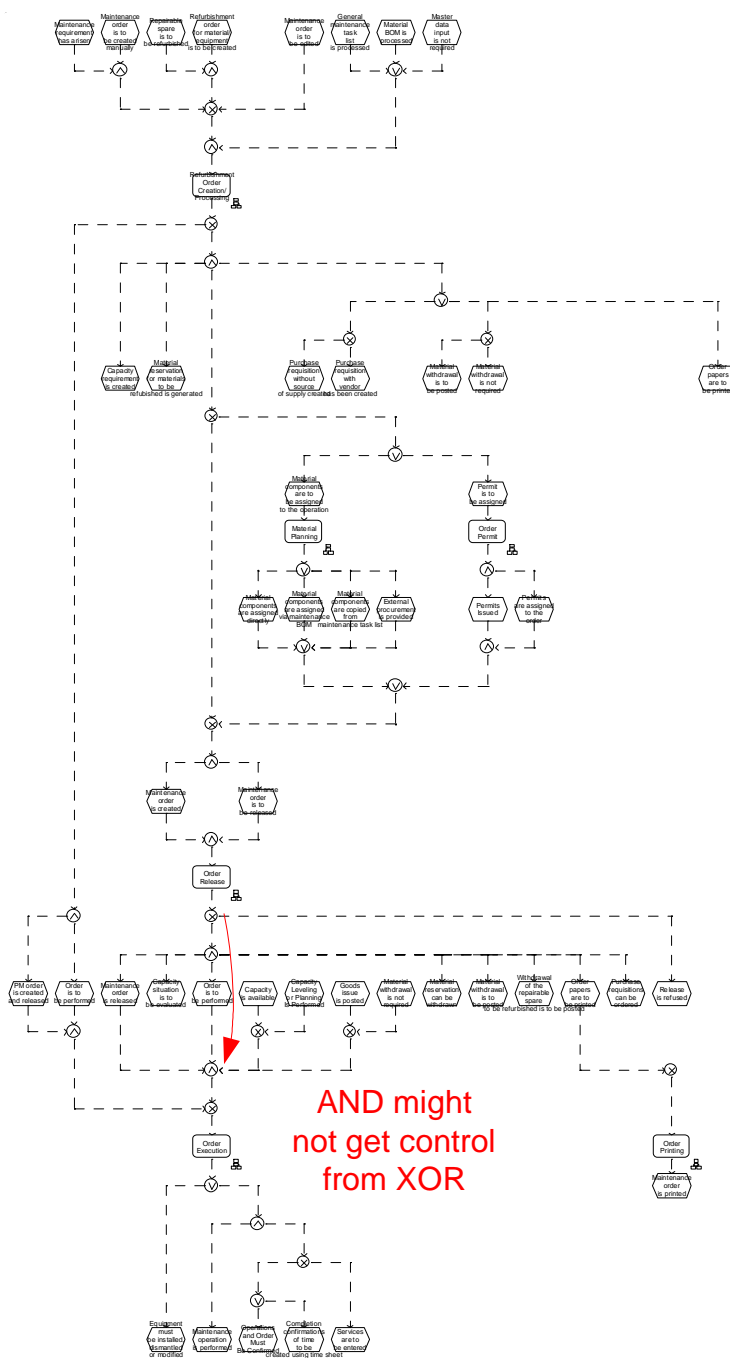 Maintenance
requirement
has arisen
Maintenance
order
is to
be created
manually
Repairable
spare
is to
be refurbished
Refurbishment
order
for material/
equipment
is to be created
Maintenance
order
is to
be edited
General
maintenance
task
list
is processed
Material
BOM is
processed
Master
data
input
is not
required
Refurbishment
Order
Creation/
Processing
Capacity
requirement
is created
Material
reservation
for materials
to be
refurbished is generated
Purchase
requisition
without
source
of supply created
Purchase
requisition
with
vendor
has been created
Material
withdrawal
is to
be posted
Material
withdrawal
is not
required
Order
papers
are to
be printed
Material
components
are to
be assigned
to the operation
Permit
is to
be assigned
Material
Planning
Order
Permit
Material
components
are assigned
directly
Material
components
are assigned
via maintenance
BOM
Material
components
are copied
from
maintenance task list
External
procurement
is provided
Permits
Issued
Permits
are assigned
to the
order
Maintenance
order
is created
Maintenance
order
is to
be released
Order
Release
PM order
is created
and released
Order
is to
be performed
Maintenance
order
is released
Capacity
situation
is to
be evaluated
Order
is to
be performed
Capacity
is available
Capacity
Leveling
or Planning
Is Performed
Goods
issue
is posted
Material
withdrawal
is not
required
Material
reservation
can be
withdrawn
Material
withdrawal
is to
be posted
Withdrawal
of the
repairable
spare
to be refurbished is to be posted
Order
papers
are to
be printed
Purchase
requisitions
can be
ordered
Release
is refused
AND might
not get control
from XOR
Order
Execution
Order
Printing
Maintenance
order
is printed
Equipment
must
be installed,
dismantled
or modified
Maintenance
operation
is performed
Operations
and Order
Must
Be Confirmed
Completion
confirmations
of time
to be
created using time sheet
Services
are to
be entered